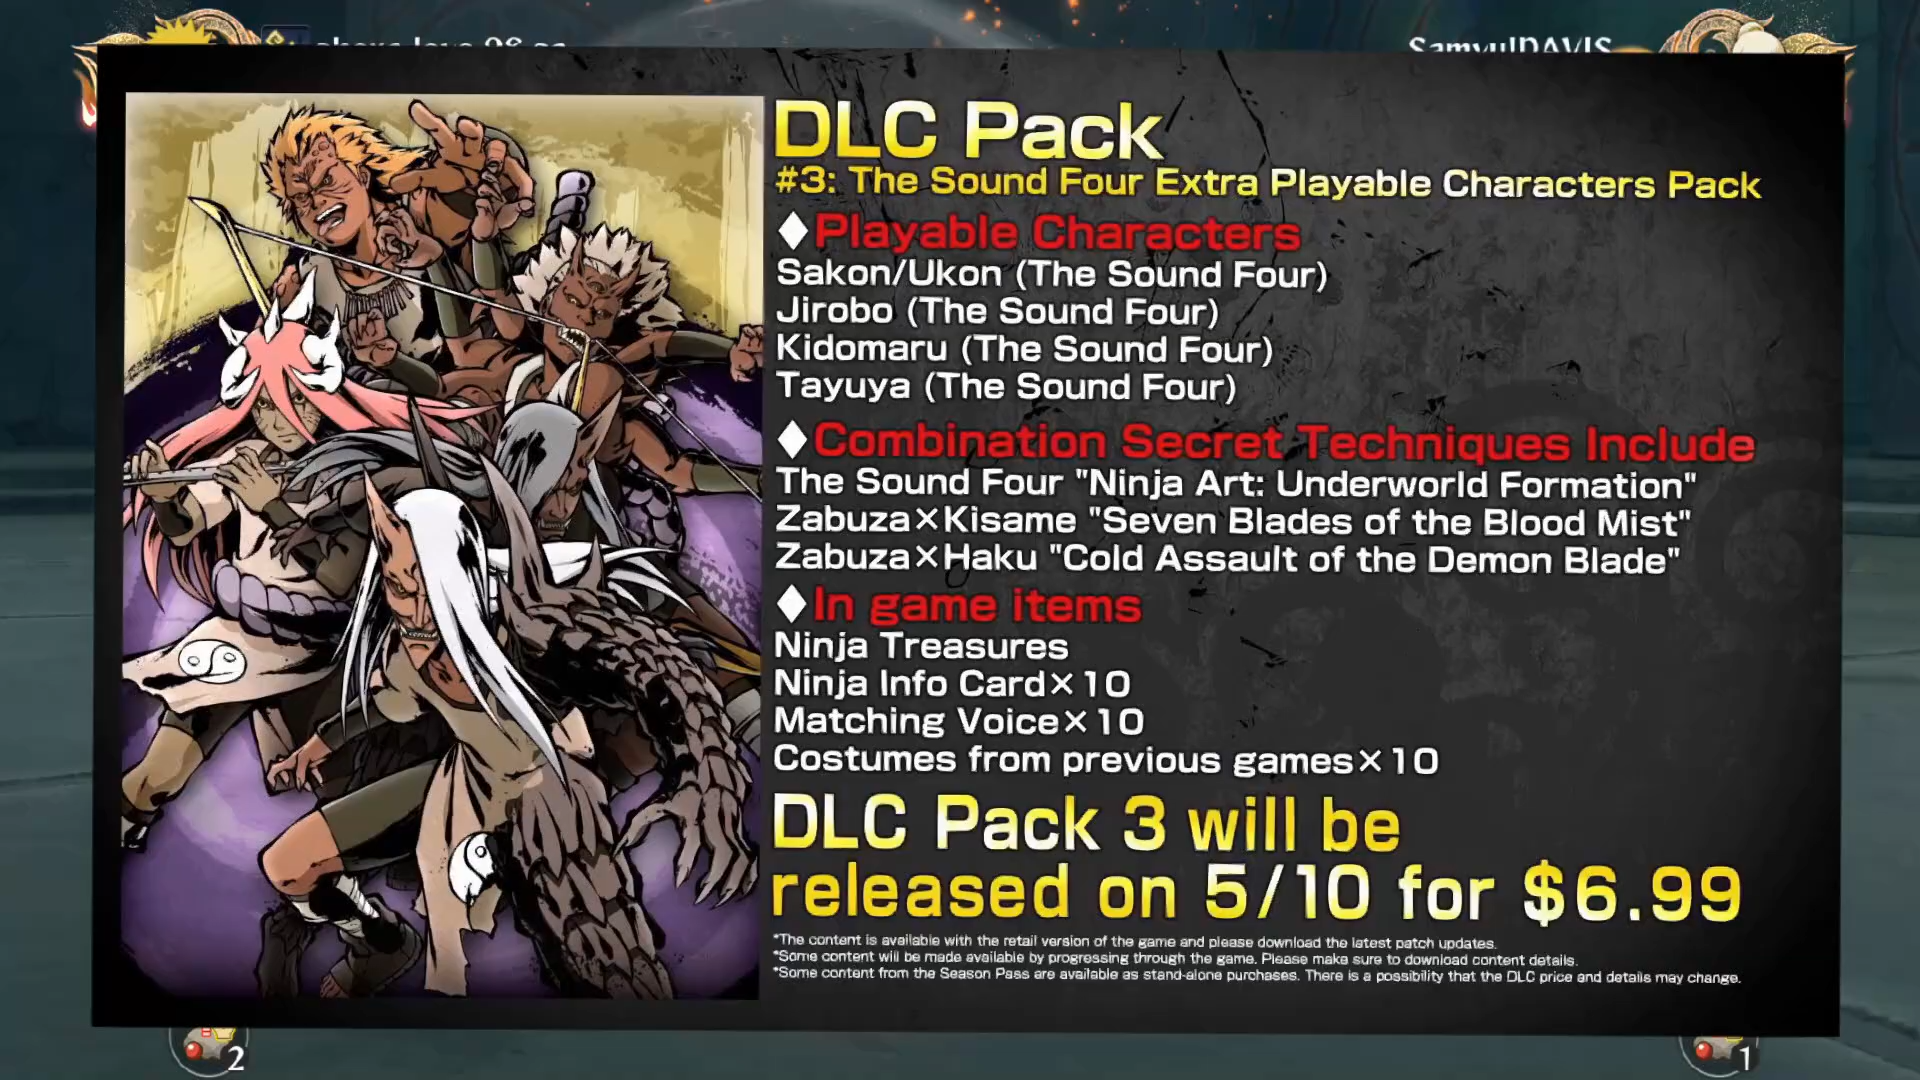 DLC Pack
#3: The Sound Four Extra Playable Characters Pack
◆Playable Characters
Sakon/Ukon (The Sound Four)
Jirobo (The Sound Four)
Kidomaru (The Sound Four)
Tayuya (The Sound Four)
◆Combination Secret Techniques Include
The Sound Four "Ninja Art: Underworld Formation"
Zabuza×Kisame "Seven Blades of the Blood Mist"
Zabuza×Haku "Cold Assault of the Demon Blade"
◆In game items
Ninja Treasures
Ninja Info Card×10
Matching Voice×10
Costumes from previous games×10
DLC Pack 3 will be
released on 5/10 for $6.99
*The content is available with the retail version of the game and please download the latest patch updates.
*Some content will be made available by progressing through the game. Please make sure to download content details.
*Some content from the Season Pass are available as stand-alone purchases. There is a possibility that the DLC price and details may change.
2
1